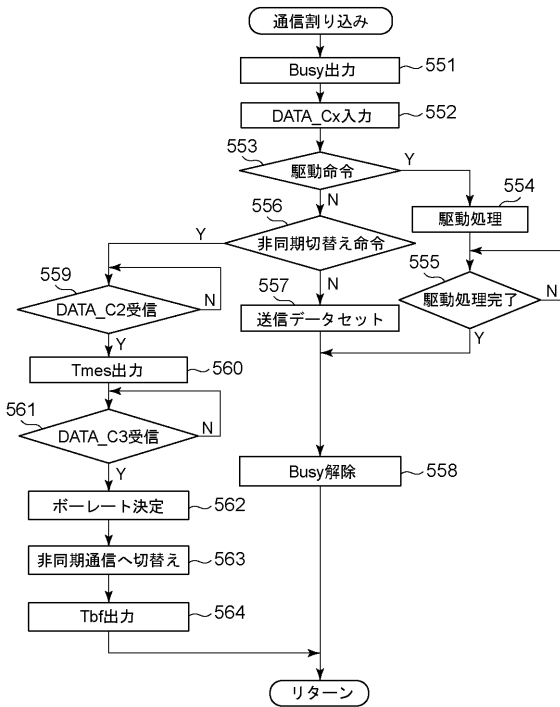 通信割り込み
Busy出力
551
DATA_Cx入力
552
553
駆動命令
Y
N
554
駆動処理
556
非同期切替え命令
Y
N
555
駆動処理完了
N
Y
557
送信データセット
559
DATA_C2受信
N
Y
Tmes出力
560
561
DATA_C3受信
N
Y
Busy解除
558
ボーレート決定
562
非同期通信へ切替え
563
Tbf出力
564
リターン